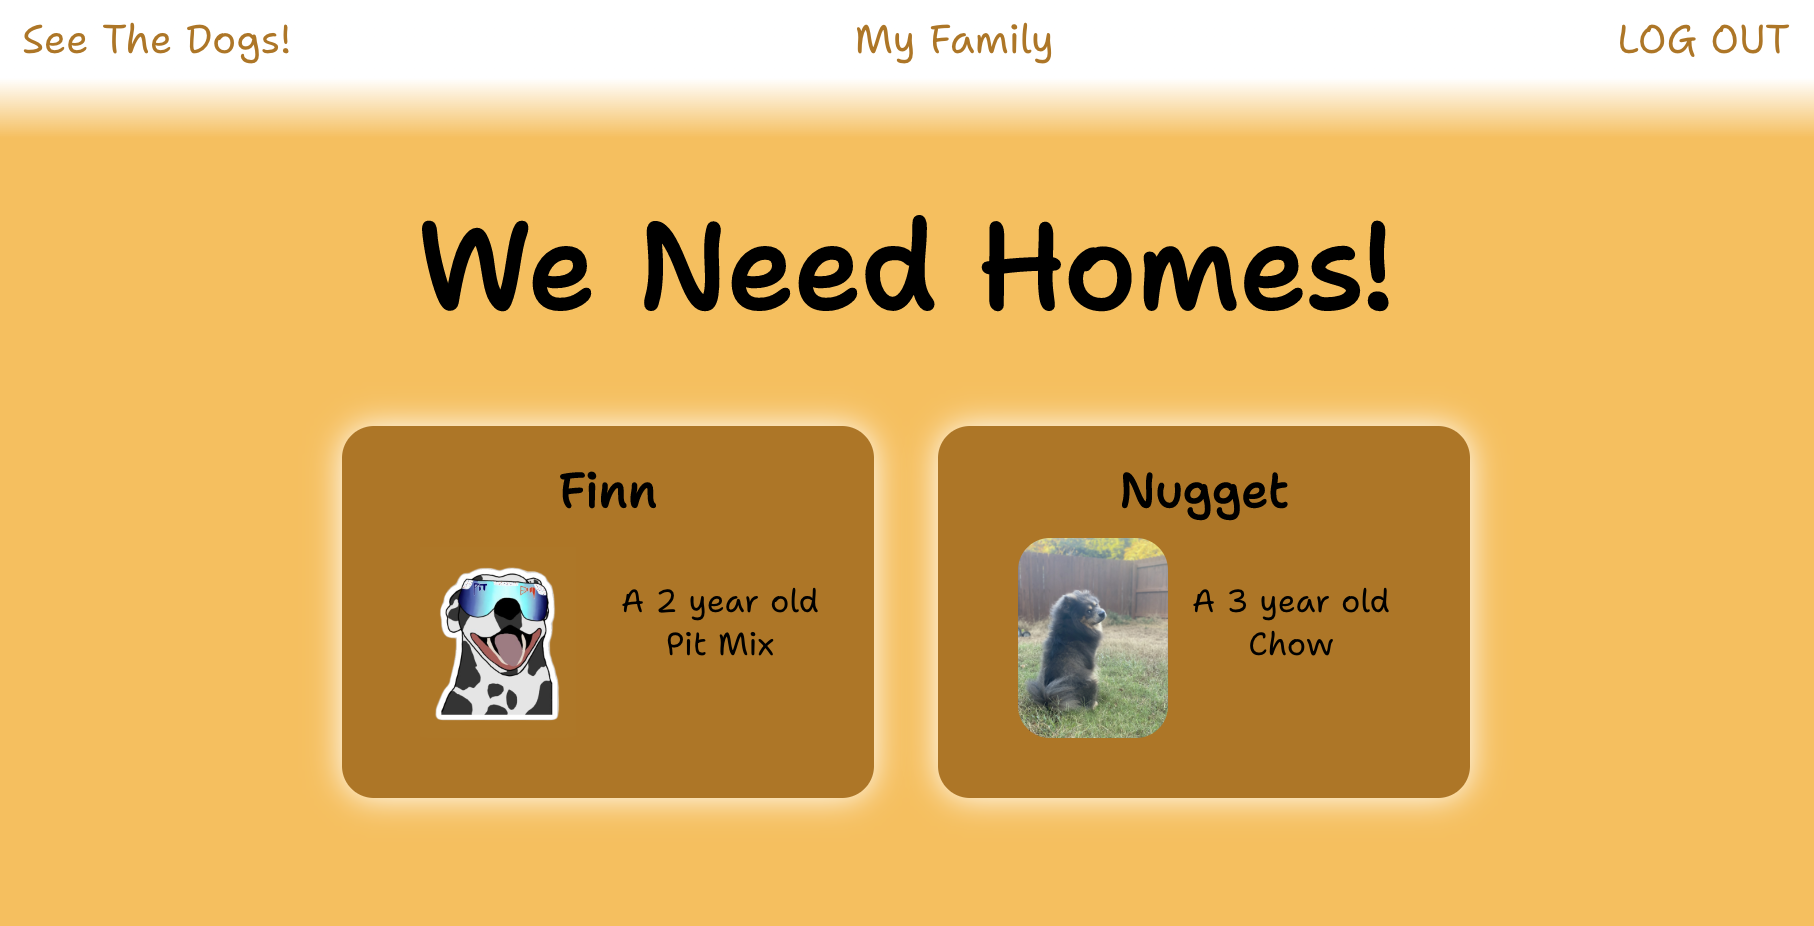 See The Dogs!
My Family
LOG OUT
We Need Homes!
Finn
A 2 year old
Pit Mix
Nugget
A 3 year old
Chow